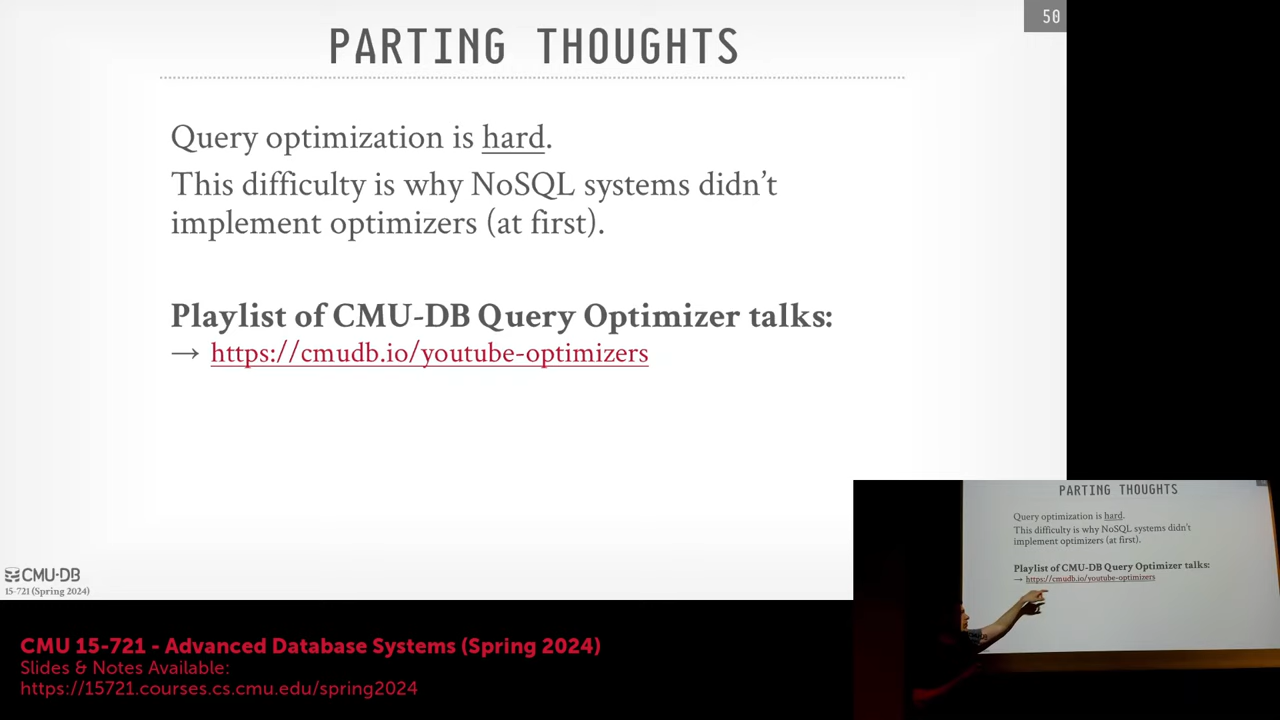 50
PARTING THOUGHTS
Query optimization is hard.
This difficulty is why NoSQL systems didn't
implement optimizers (at first).
Playlist of CMU-DB Query Optimizer talks:
→ https://cmudb.io/youtube-optimizers
CMU·DB
15-721 (Spring 2024)
PARTING THOUGHTS
Query optimization is hard.
This difficulty is why NoSQL systems didn't
implement optimizers (at first).
Playlist of CMU-DB Query Optimizer talks:
→ https://cmudb.io/youtube-optimizers
CMU 15-721 - Advanced Database Systems (Spring 2024)
Slides & Notes Available:
https://15721.courses.cs.cmu.edu/spring2024